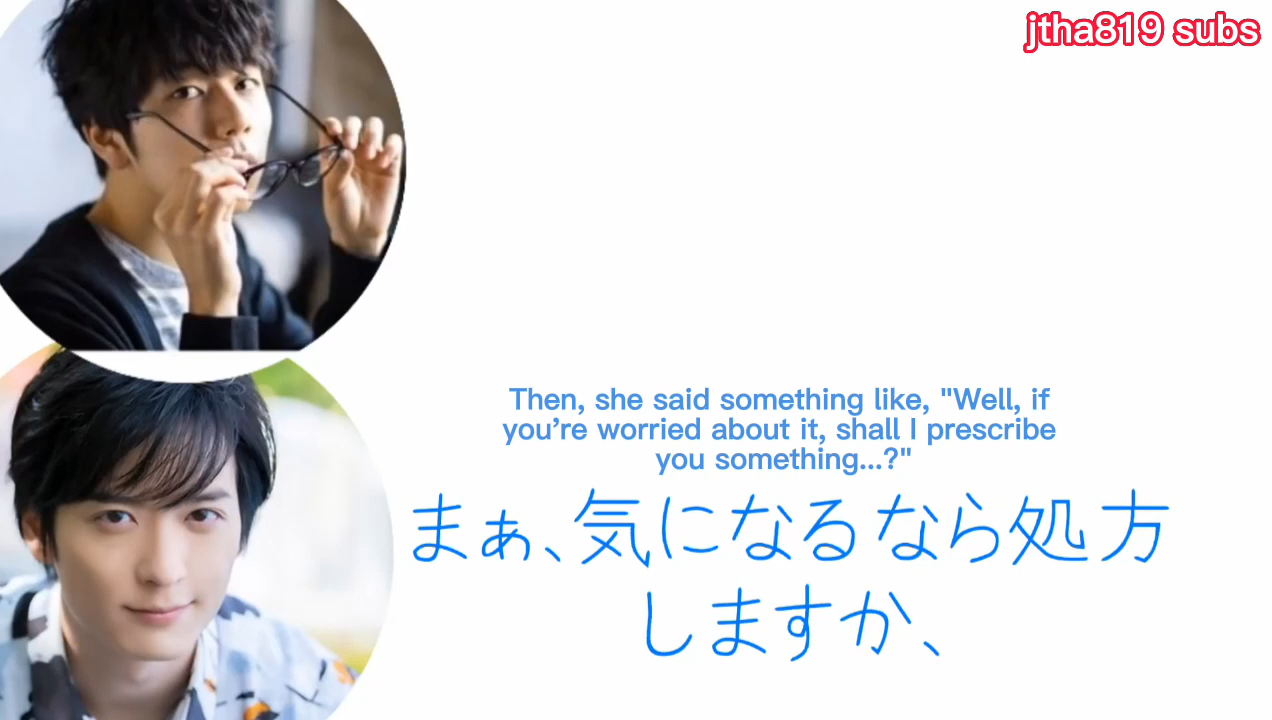 jtha819 subs
Then, she said something like, "Well, if
you’re worried about it, shall I prescribe
you something...?"
まぁ、気になるなら処方
しますか、